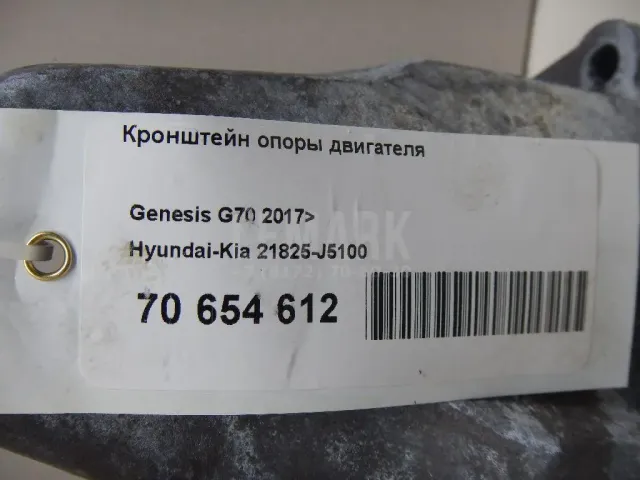 Кронштейн опоры двигателя
Genesis G70 2017>
Hyundai-Kia 21825-J5100
70 654 612